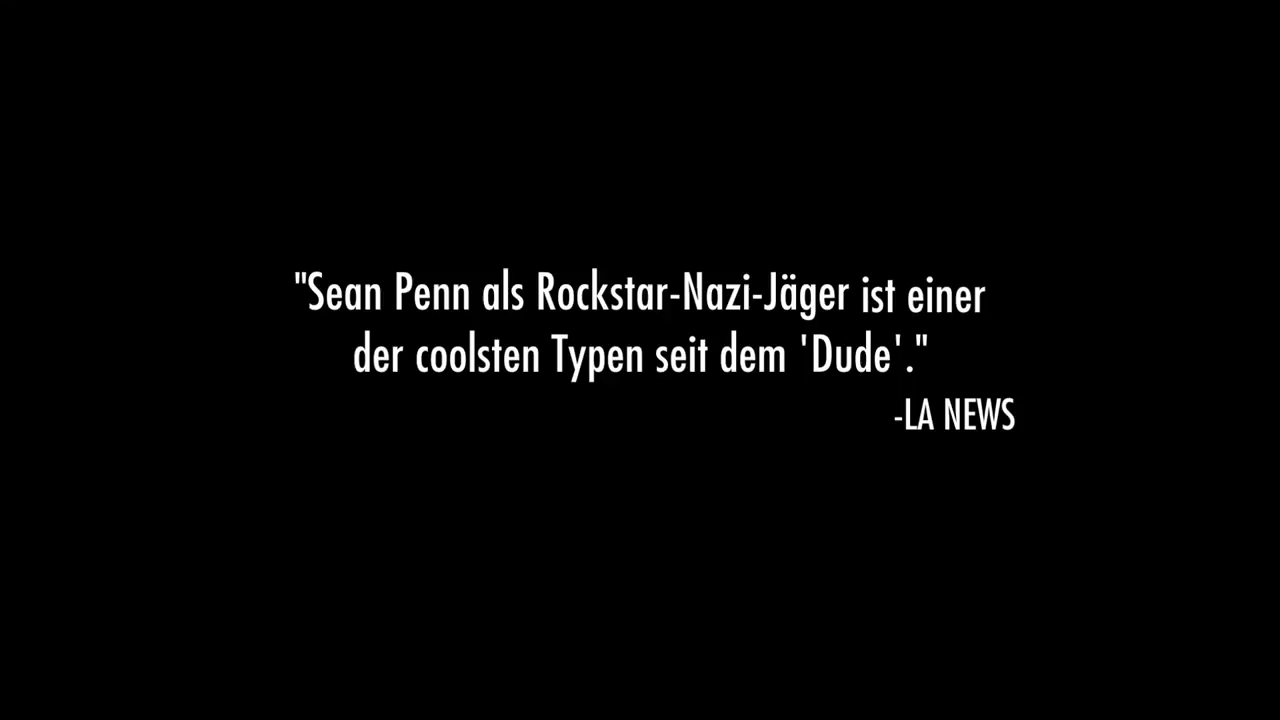 "Sean Penn als Rockstar-Nazi-Jäger ist einer
der coolsten Typen seit dem 'Dude'."
-LA NEWS